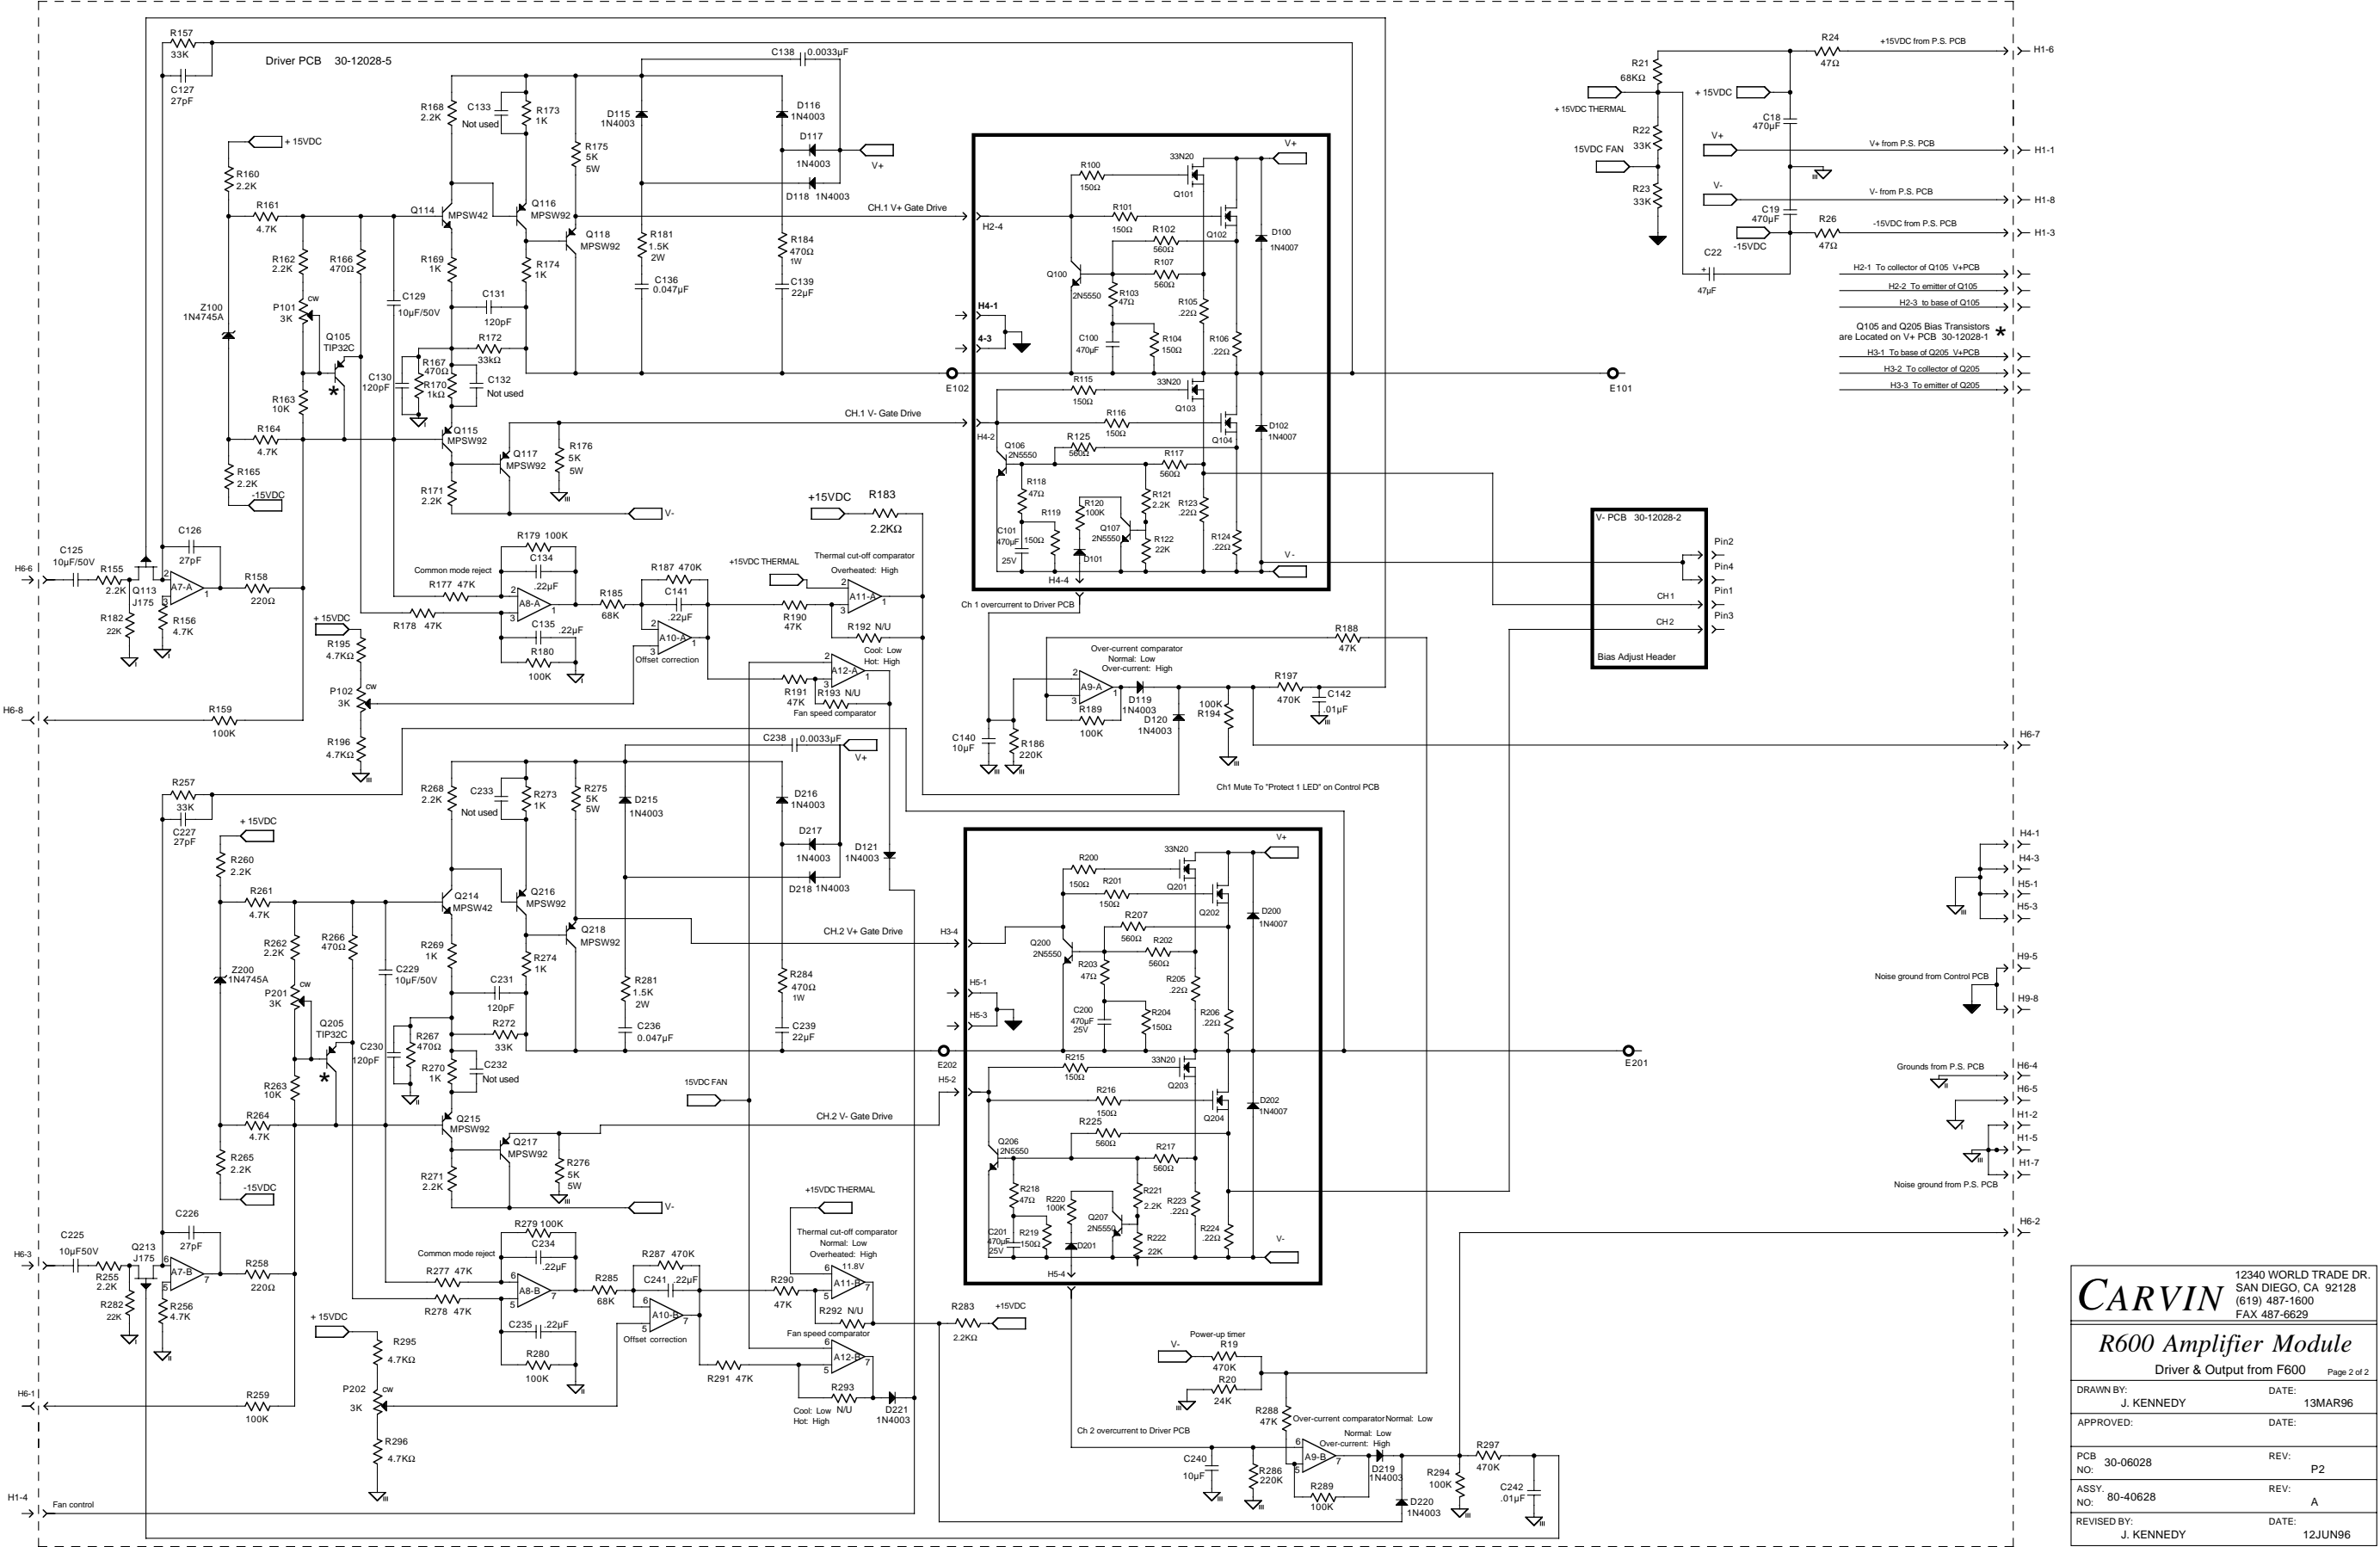 Driver PCB 30-12028-5
R157
33K
C127
27pF
+ 15VDC
R160
2.2K
R161
4.7K
Z100
1N4745A
R162
2.2K
R166
470Ω
P101
3K
cw
Q105
TIP32C
*
R163
10K
R164
4.7K
R165
2.2K
-15VDC
C129
10µF/50V
R168
2.2K
C133
Not used
R173
1K
Q114
MPSW42
Q116
MPSW92
Q118
MPSW92
R175
5K
5W
R169
1K
R174
1K
C131
120pF
R172
33kΩ
R167
470Ω
R170
1kΩ
C130
120pF
C132
Not used
Q115
MPSW92
Q117
MPSW92
R171
2.2K
R176
5K
5W
V-
C138
0.0033µF
D115
1N4003
D116
1N4003
D117
1N4003
D118 1N4003
V+
R181
1.5K
2W
C136
0.047µF
R184
470Ω
1W
C139
22µF
CH.1 V+ Gate Drive
H2-4
H4-1
4-3
E102
CH.1 V- Gate Drive
H4-2
V+
33N20
R100
150Ω
Q101
R101
150Ω
Q102
R102
560Ω
R107
560Ω
Q100
2N5550
R103
47Ω
R105
.22Ω
C100
470µF
R104
150Ω
R106
.22Ω
D100
1N4007
R115
150Ω
33N20
Q103
R116
150Ω
Q104
D102
1N4007
R125
560Ω
Q106
2N5550
R117
560Ω
R118
47Ω
R119
150Ω
C101
470µF
25V
R120
100K
D101
Q107
2N5550
R121
2.2K
R122
22K
R123
.22Ω
R124
.22Ω
V-
H4-4
Ch 1 overcurrent to Driver PCB
E101
R21
68KΩ
+ 15VDC THERMAL
R22
33K
15VDC FAN
R23
33K
+ 15VDC
C18
470µF
V+
V-
C19
470µF
-15VDC
C22
+
47µF
R24
47Ω
R26
47Ω
+15VDC from P.S. PCB
H1-6
V+ from P.S. PCB
H1-1
V- from P.S. PCB
H1-8
-15VDC from P.S. PCB
H1-3
H2-1 To collector of Q105 V+PCB
H2-2 To emitter of Q105
H2-3 to base of Q105
Q105 and Q205 Bias Transistors *
are Located on V+ PCB 30-12028-1
H3-1 To base of Q205 V+PCB
H3-2 To collector of Q205
H3-3 To emitter of Q205
V- PCB 30-12028-2
Pin2
Pin4
Pin1
CH1
Pin3
CH2
Bias Adjust Header
H6-6
C125
10µF/50V
R155
2.2K
R182
22K
Q113
J175
C126
27pF
2
3
A7-A
1
R156
4.7K
R158
220Ω
H6-8
R159
100K
+ 15VDC
R195
4.7KΩ
P102
3K
cw
R196
4.7KΩ
Common mode reject
R177 47K
R178 47K
R179 100K
C134
.22µF
2
3
A8-A
1
C135
.22µF
R180
100K
R185
68K
R187 470K
C141
.22µF
2
3
A10-A
1
Offset correction
+15VDC
R183
2.2KΩ
+15VDC THERMAL
Thermal cut-off comparator
Overheated: High
2
3
A11-A
1
R190
47K
R192 N/U
Cool: Low
Hot: High
2
3
A12-A
1
R191
47K
R193 N/U
Fan speed comparator
R188
47K
Over-current comparator
Normal: Low
Over-current: High
2
3
A9-A
1
R189
100K
D119
1N4003
D120
1N4003
100K
R194
R197
470K
C142
.01µF
C140
10µF
R186
220K
H6-7
Ch1 Mute To "Protect 1 LED" on Control PCB
R257
33K
C227
27pF
+ 15VDC
R260
2.2K
R261
4.7K
Z200
1N4745A
R262
2.2K
R266
470Ω
P201
3K
cw
Q205
TIP32C
*
R263
10K
R264
4.7K
R265
2.2K
-15VDC
C229
10µF/50V
R268
2.2K
C233
Not used
R273
1K
Q214
MPSW42
Q216
MPSW92
Q218
MPSW92
R275
5K
5W
R269
1K
R274
1K
C231
120pF
R272
33K
R267
470Ω
R270
1K
C230
120pF
C232
Not used
Q215
MPSW92
Q217
MPSW92
R271
2.2K
R276
5K
5W
V-
C238
0.0033µF
V+
D215
1N4003
D216
1N4003
D217
1N4003
D218 1N4003
D121
1N4003
R281
1.5K
2W
C236
0.047µF
R284
470Ω
1W
C239
22µF
15VDC FAN
CH.2 V+ Gate Drive
H3-4
H5-1
H5-3
E202
H5-2
CH.2 V- Gate Drive
V+
33N20
R200
150Ω
Q201
R201
150Ω
Q202
R207
560Ω
R202
560Ω
Q200
2N5550
R203
47Ω
R205
.22Ω
C200
470µF
25V
R204
150Ω
R206
.22Ω
D200
1N4007
R215
150Ω
33N20
Q203
R216
150Ω
Q204
D202
1N4007
R225
560Ω
Q206
2N5550
R217
560Ω
R218
47Ω
R219
150Ω
C201
470µF
25V
R220
100K
D201
Q207
2N5550
R221
2.2K
R222
22K
R223
.22Ω
R224
.22Ω
V-
H5-4
E201
H4-1
H4-3
H5-1
H5-3
H9-5
Noise ground from Control PCB
H9-8
Grounds from P.S. PCB
H6-4
H6-5
H1-2
H1-5
H1-7
Noise ground from P.S. PCB
H6-2
H6-3
C225
10µF50V
R255
2.2K
R282
22K
Q213
J175
C226
27pF
6
5
A7-B
7
R256
4.7K
R258
220Ω
H6-1
R259
100K
+ 15VDC
R295
4.7KΩ
P202
3K
cw
R296
4.7KΩ
Common mode reject
R277 47K
R278 47K
R279 100K
C234
.22µF
6
5
A8-B
7
C235
.22µF
R280
100K
R285
68K
R287 470K
C241
.22µF
6
5
A10-B
7
Offset correction
+15VDC THERMAL
Thermal cut-off comparator
Normal: Low
Overheated: High
11.8V
6
5
A11-B
7
R290
47K
R292 N/U
Fan speed comparator
6
5
A12-B
7
R291 47K
R293
N/U
Cool: Low
Hot: High
D221
1N4003
R283
2.2KΩ
+15VDC
Power-up timer
V-
R19
470K
R20
24K
R288
47K
Ch 2 overcurrent to Driver PCB
Over-current comparatorNormal: Low
Normal: Low
Over-current: High
6
5
A9-B
7
C240
10µF
R286
220K
R289
100K
D219
1N4003
D220
1N4003
R294
100K
R297
470K
C242
.01µF
H1-4
Fan control
CARVIN
12340 WORLD TRADE DR.
SAN DIEGO, CA 92128
(619) 487-1600
FAX 487-6629
R600 Amplifier Module
Driver & Output from F600 Page 2 of 2
DRAWN BY:
J. KENNEDY
DATE:
13MAR96
APPROVED:
DATE:
PCB NO: 30-06028
REV:
P2
ASSY. NO: 80-40628
REV:
A
REVISED BY:
J. KENNEDY
DATE:
12JUN96